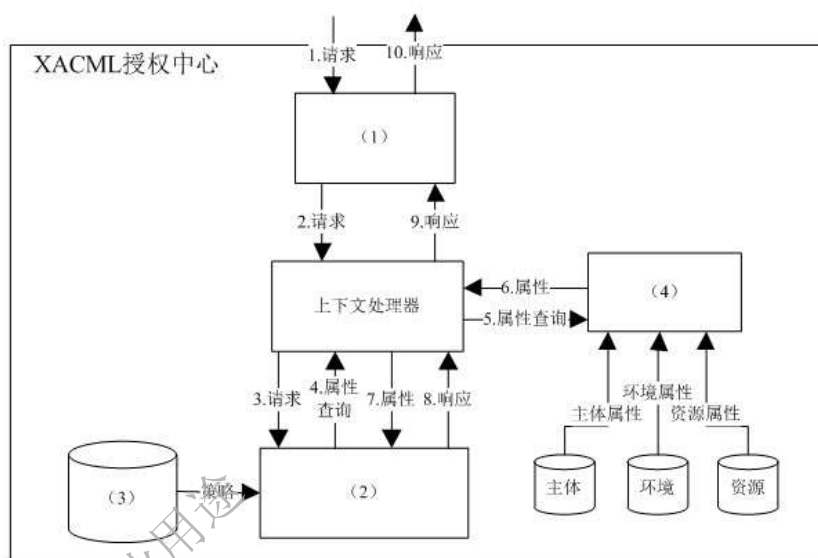 1.请求
10.响应
XACML授权中心
（1）
2.请求
9.响应
上下文处理器
6.属性
5.属性查询
（4）
3.请求
4.属性
查询
7.属性
8.响应
环境属性
主体属性
资源属性
（3）
策略
（2）
主体
环境
资源
用途